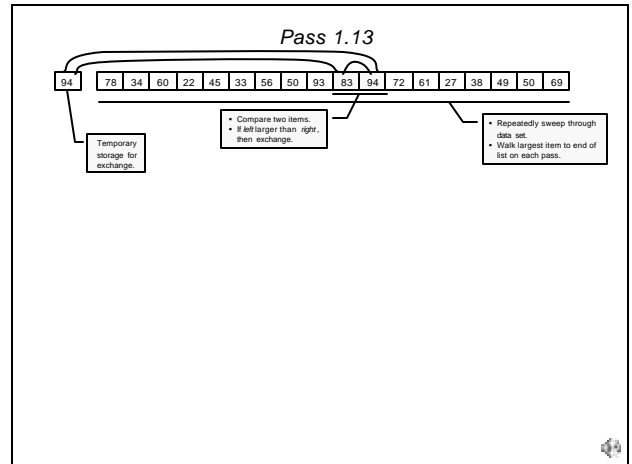 Pass 1.13
94 78 34 60 22 45 33 56 50 93 83 94 72 61 27 38 49 50 69
Temporary
storage for
exchange.
• Compare two items.
• If left larger than right,
then exchange.
• Repeatedly sweep through
data set.
• Walk largest item to end of
list on each pass.